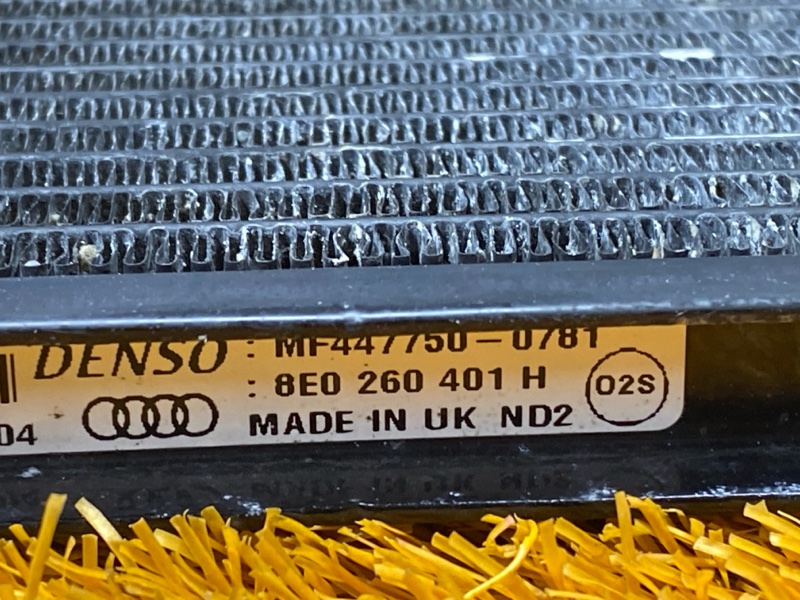 DENSO : MF447750-0781
: 8E0 260 401 H
04 MADE IN UK ND2
02S